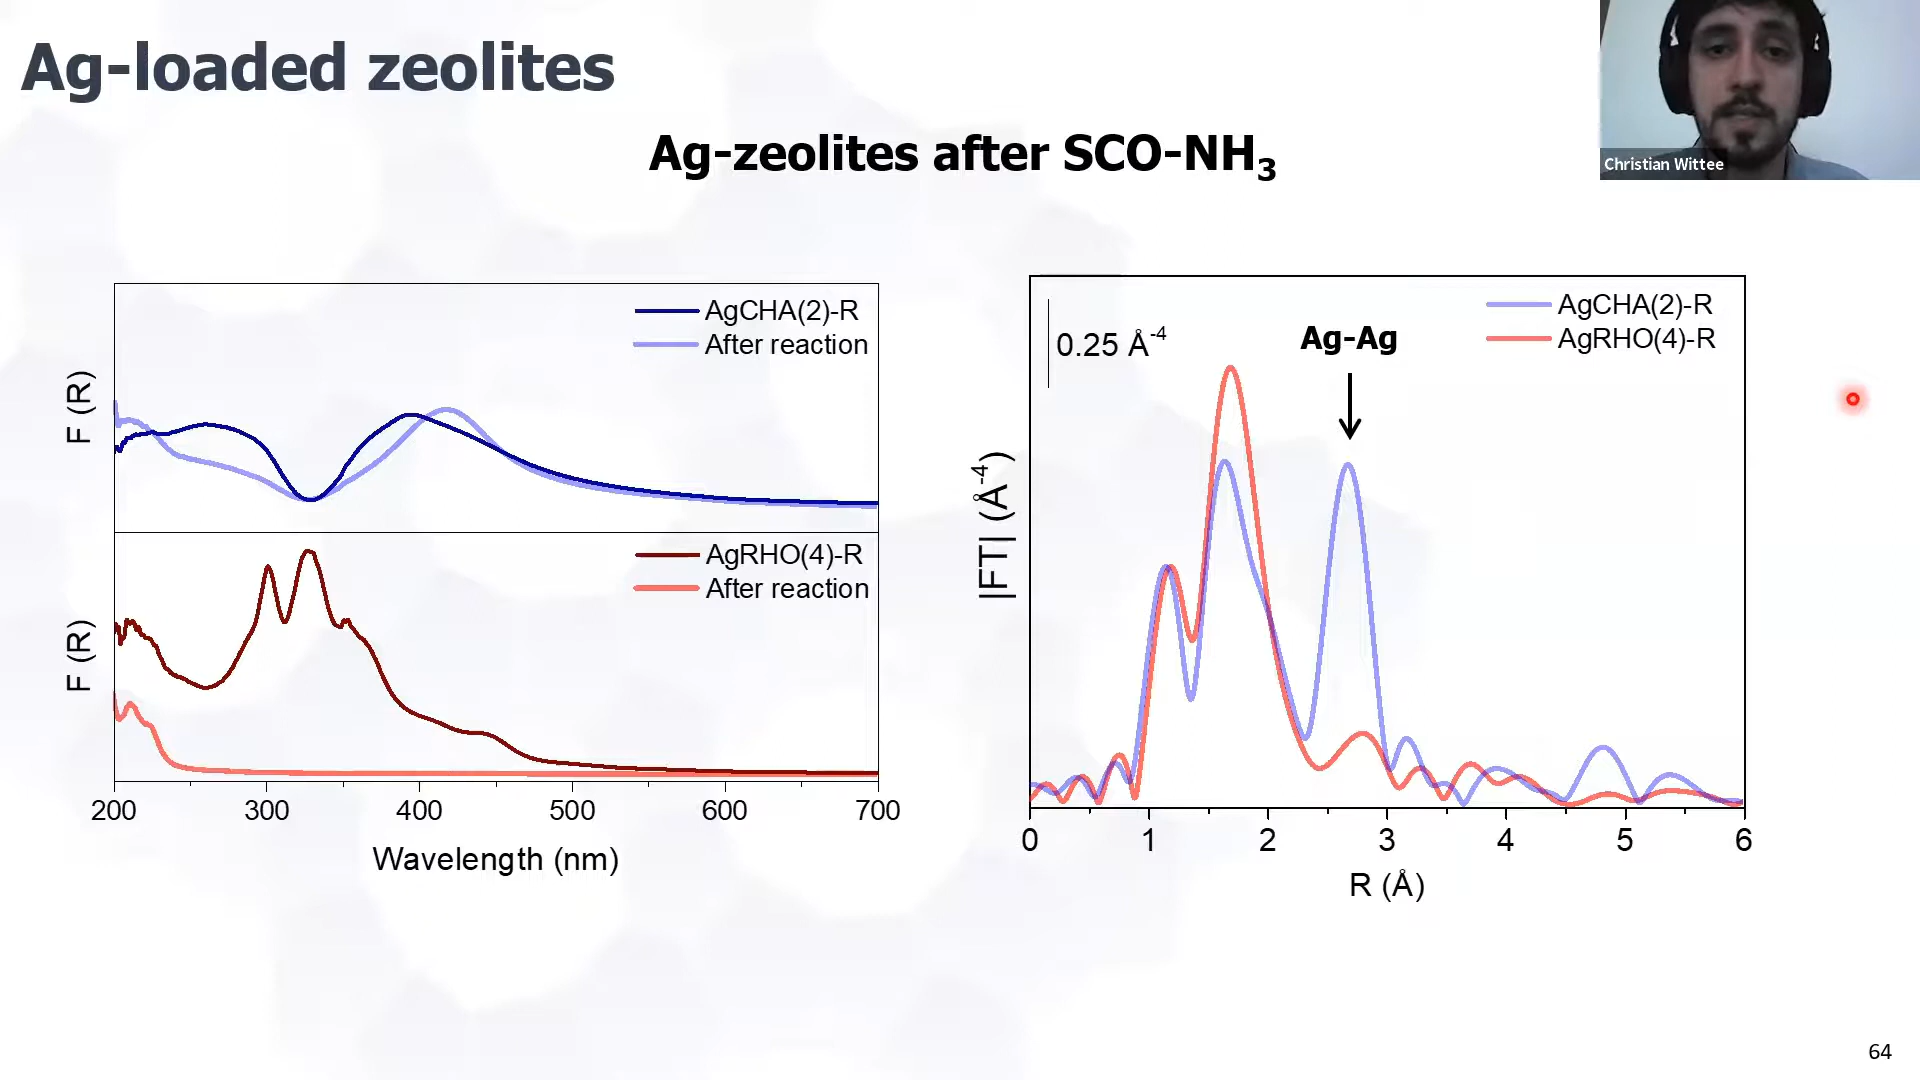 Ag-loaded zeolites
Christian Wittee
Ag-zeolites after SCO-NH₃
AgCHA(2)-R
After reaction
F (R)
AgRHO(4)-R
After reaction
F (R)
200 300 400 500 600 700
Wavelength (nm)
AgCHA(2)-R
AgRHO(4)-R
0.25 Å⁻⁴
Ag-Ag
|FT| (Å⁻⁴)
0 1 2 3 4 5 6
R (Å)
64